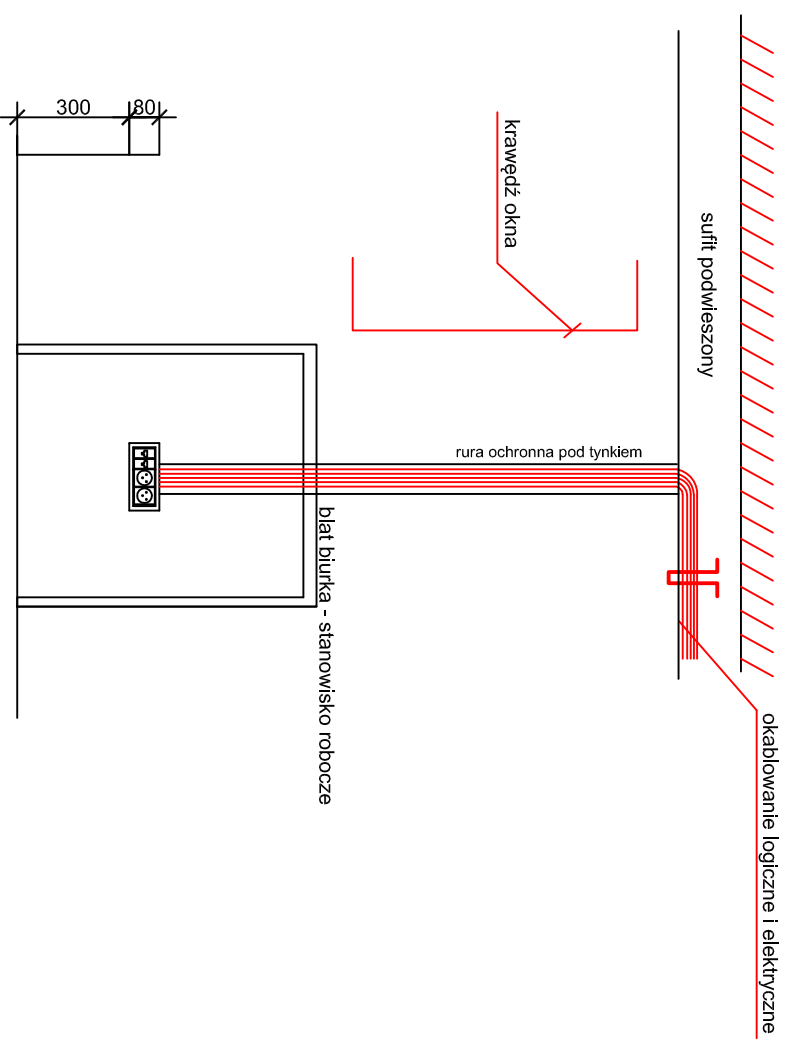 okablowanie logiczne i elektryczne
sufit podwieszony
krawędź okna
rura ochronna pod tynkiem
blat biurka - stanowisko robocze
300
80